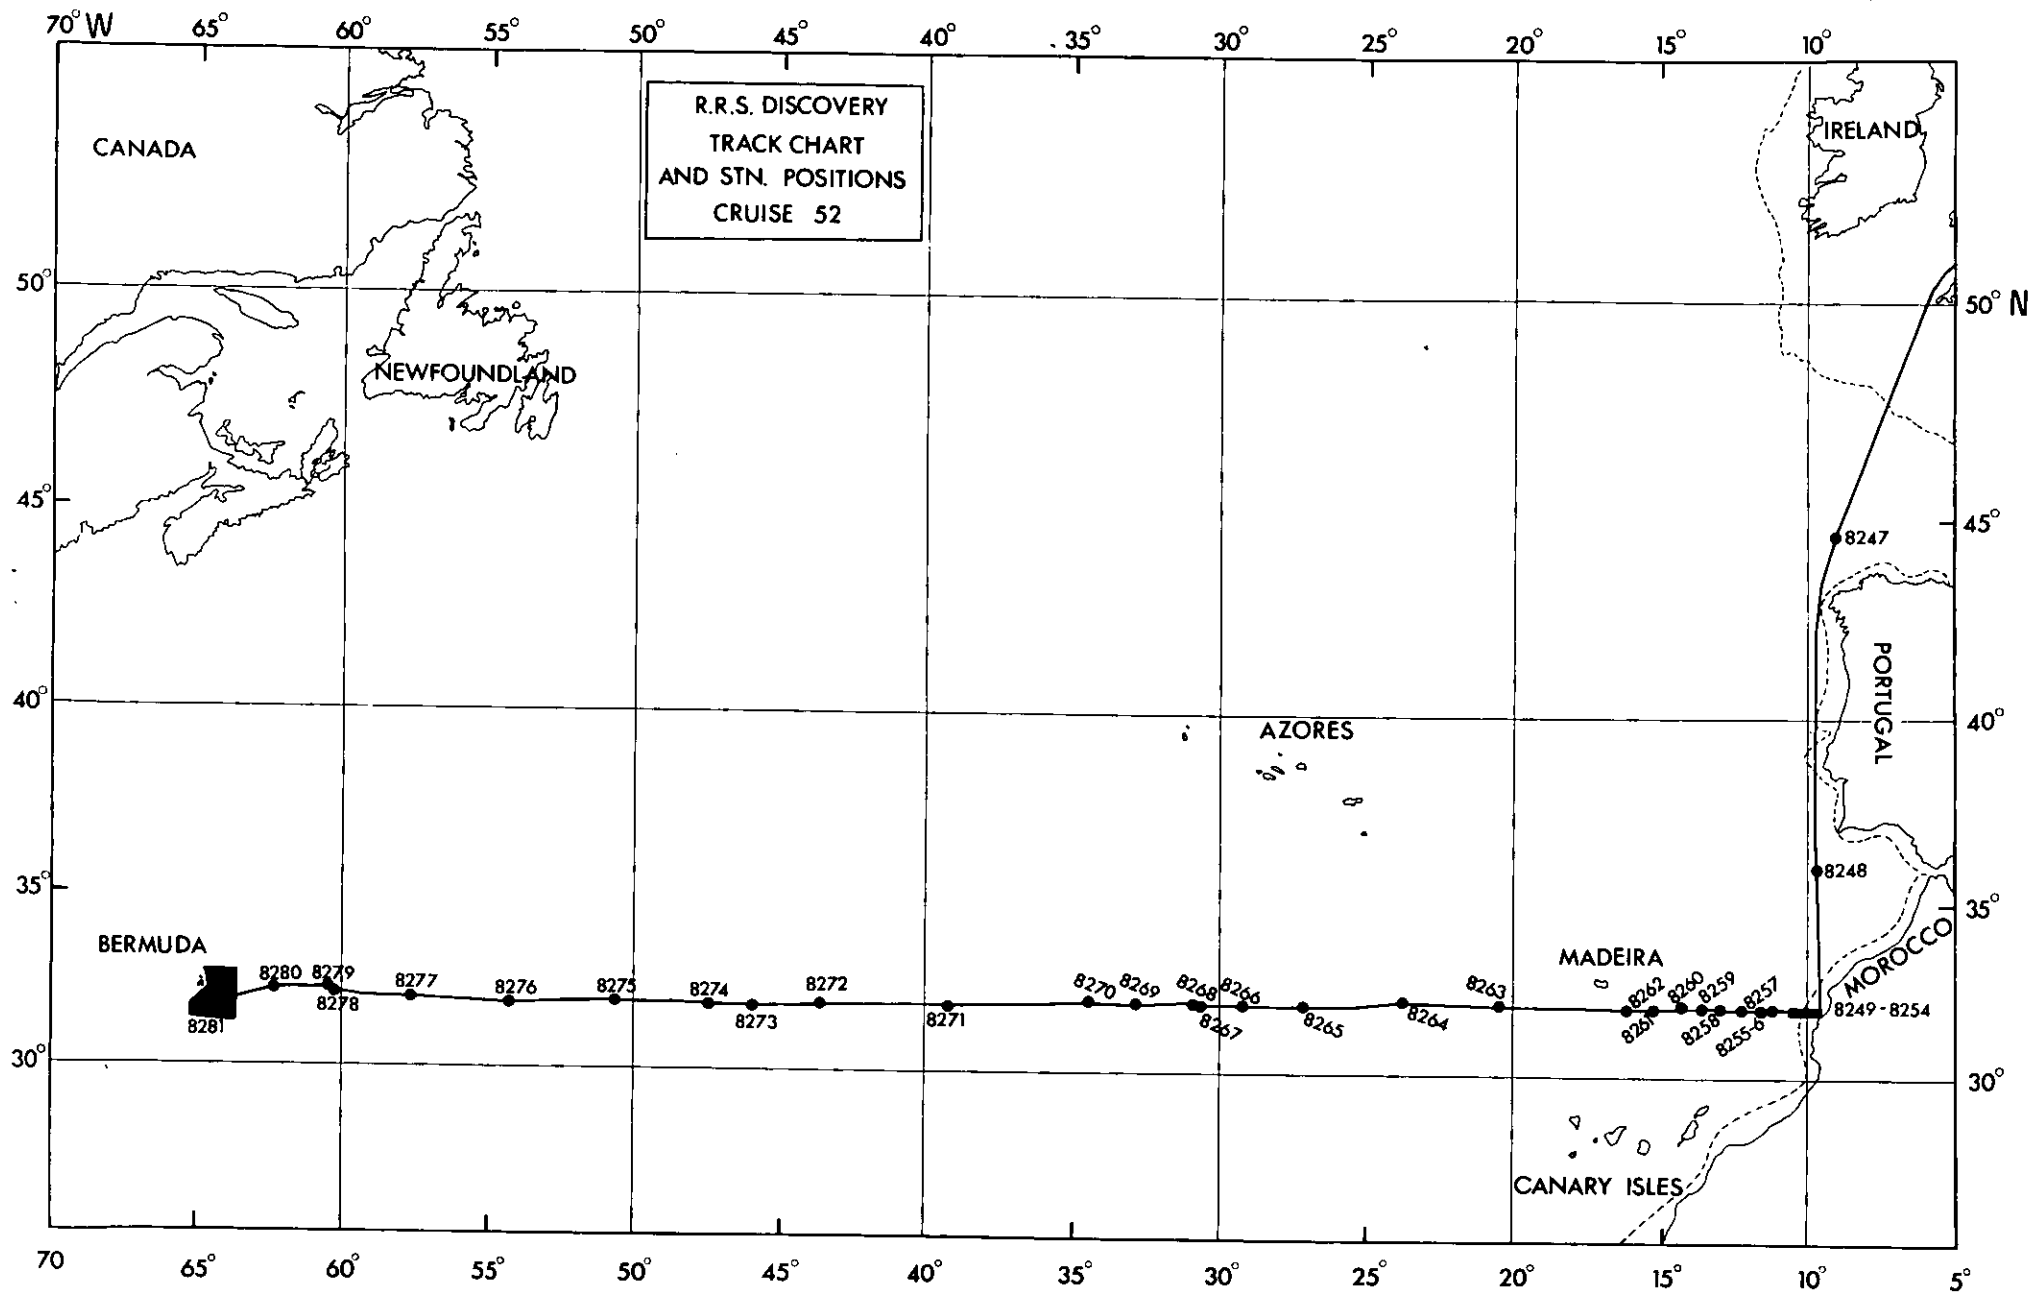 70° W 65° 60° 55° 50° 45° 40° 35° 30° 25° 20° 15° 10°
R.R.S. DISCOVERY
TRACK CHART
AND STN. POSITIONS
CRUISE 52
CANADA
IRELAND
50°
50° N
NEWFOUNDLAND
45°
45°
8247
PORTUGAL
40°
40°
AZORES
35°
35°
8248
MOROCCO
BERMUDA
MADEIRA
8281
8280
8279
8278
8277
8276
8275
8274
8273
8272
8271
8270
8269
8268
8267
8266
8265
8264
8263
8262
8261
8260
8259
8258
8257
8255-6
8249-8254
30°
30°
CANARY ISLES
70 65° 60° 55° 50° 45° 40° 35° 30° 25° 20° 15° 10° 5°